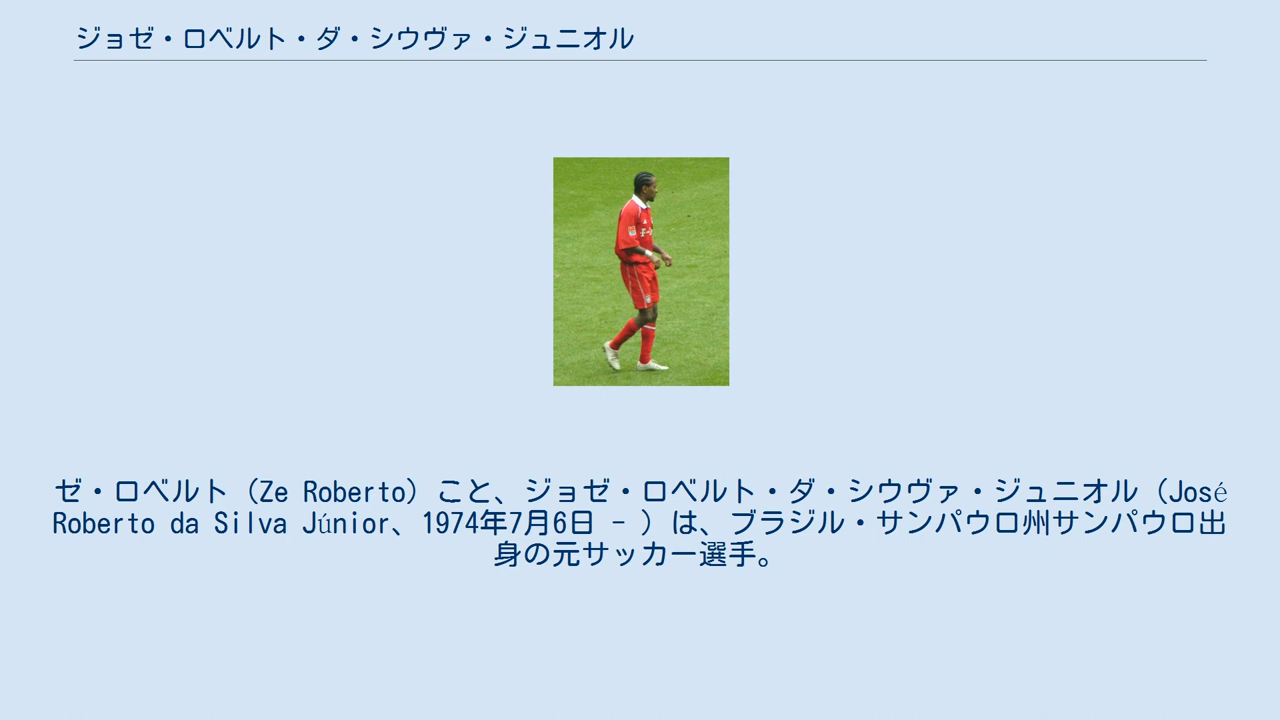 ジョゼ・ロベルト・ダ・シウヴァ・ジュニオル
ゼ・ロベルト（Ze Roberto）こと、ジョゼ・ロベルト・ダ・シウヴァ・ジュニオル（José
Roberto da Silva Júnior、1974年7月6日 - ）は、ブラジル・サンパウロ州サンパウロ出
身の元サッカー選手。